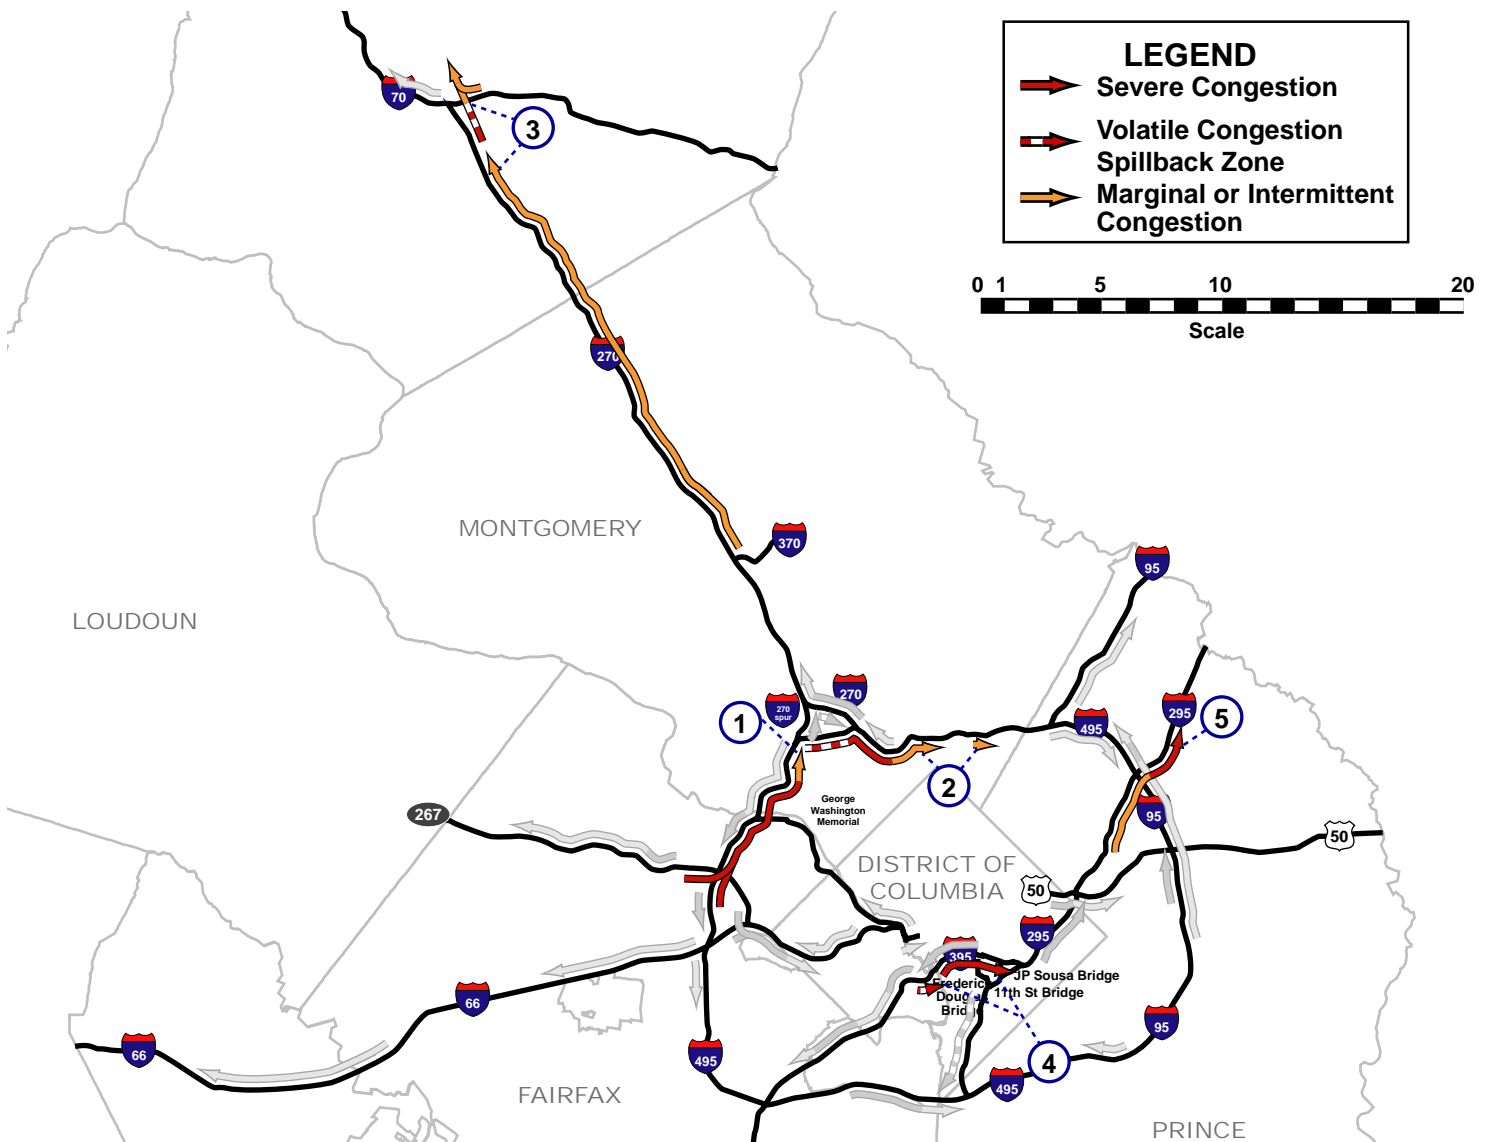 LEGEND
Severe Congestion
Volatile Congestion
Spillback Zone
Marginal or Intermittent
Congestion
0 1 5 10 20
Scale
70
3
270
MONTGOMERY
370
95
LOUDOUN
270
270
spur
1
495
295
5
2
George
Washington
Memorial
267
95
50
DISTRICT OF
COLUMBIA
50
295
395
JP Sousa Bridge
11th St Bridge
Frederick
Douglas
Bridge
66
66
95
495
4
495
FAIRFAX
PRINCE